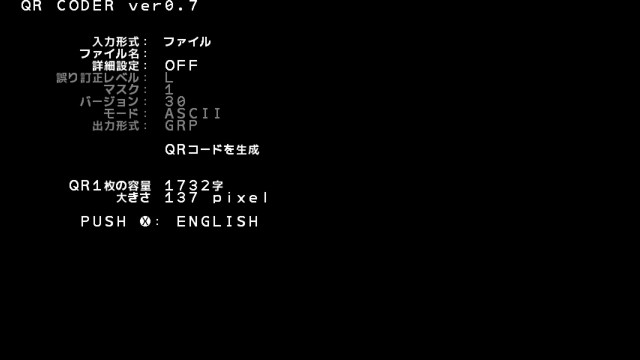 QR CODER ver0.7
入力形式: ファイル
ファイル名:
詳細設定: OFF
誤り訂正レベル: L
マスク: 1
バージョン: 30
モード: ASCII
出力形式: GRP
QRコードを生成
QR1枚の容量 1732字
大きさ 137 pixel
PUSH Ⓧ: ENGLISH